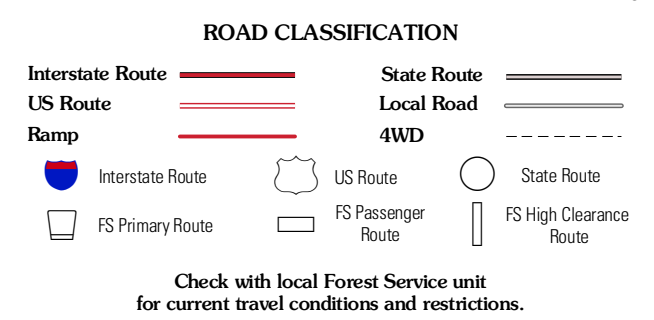 ROAD CLASSIFICATION
Interstate Route
State Route
US Route
Local Road
Ramp
4WD
Interstate Route
US Route
State Route
FS Primary Route
FS Passenger
Route
FS High Clearance
Route
Check with local Forest Service unit
for current travel conditions and restrictions.